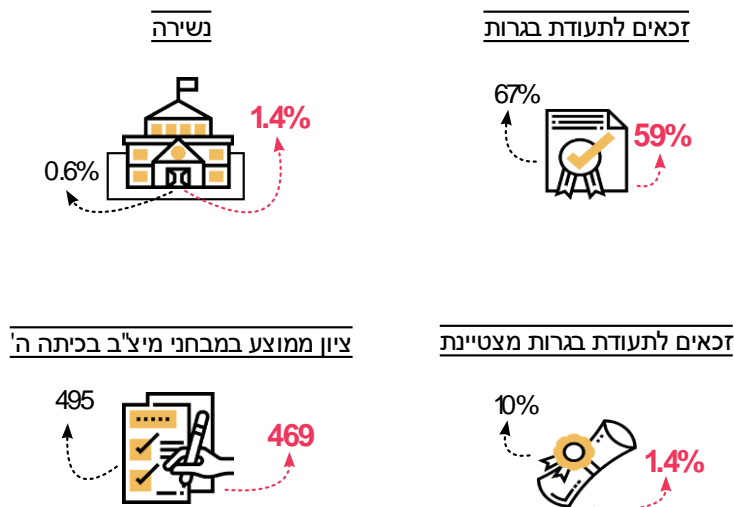 זכאים לתעודת בגרות
67%
59%
נשירה
1.4%
0.6%
זכאים לתעודת בגרות מצטיינת
10%
1.4%
ציון ממוצע במבחני מיצ"ב בכיתה ה'
495
469